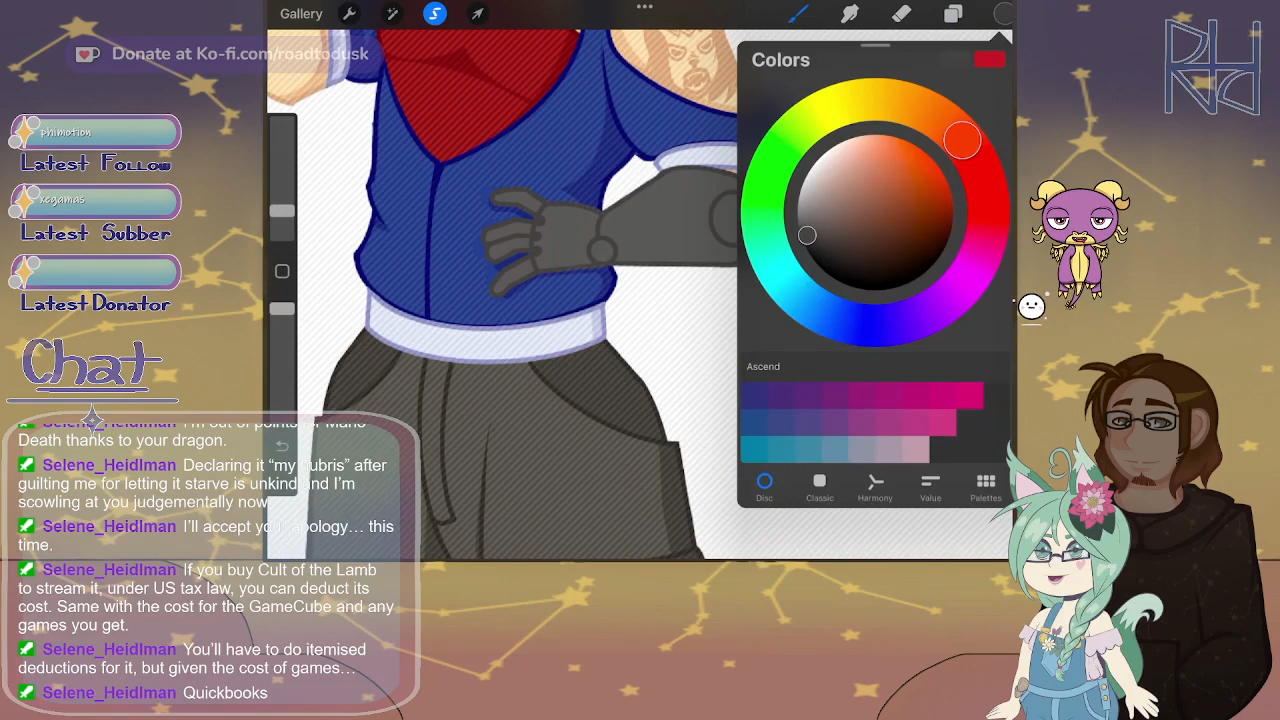 Gallery
Donate at Ko-fi.com/roadtodusk
phimotion
Latest Follow
xcgamas
Latest Subber
Latest Donator
Chat
Death thanks to your dragon.
Selene_Heidlman Declaring it “my hubris” after
guilting me for letting it starve is unkind and I’m
scowling at you judgementally now.
Selene_Heidlman I’ll accept your apology… this
time.
Selene_Heidlman If you buy Cult of the Lamb
to stream it, under US tax law, you can deduct its
cost. Same with the cost for the GameCube and any
games you get.
Selene_Heidlman You’ll have to do itemised
deductions for it, but given the cost of games…
Selene_Heidlman Quickbooks
Colors
Ascend
Disc
Classic
Harmony
Value
Palettes